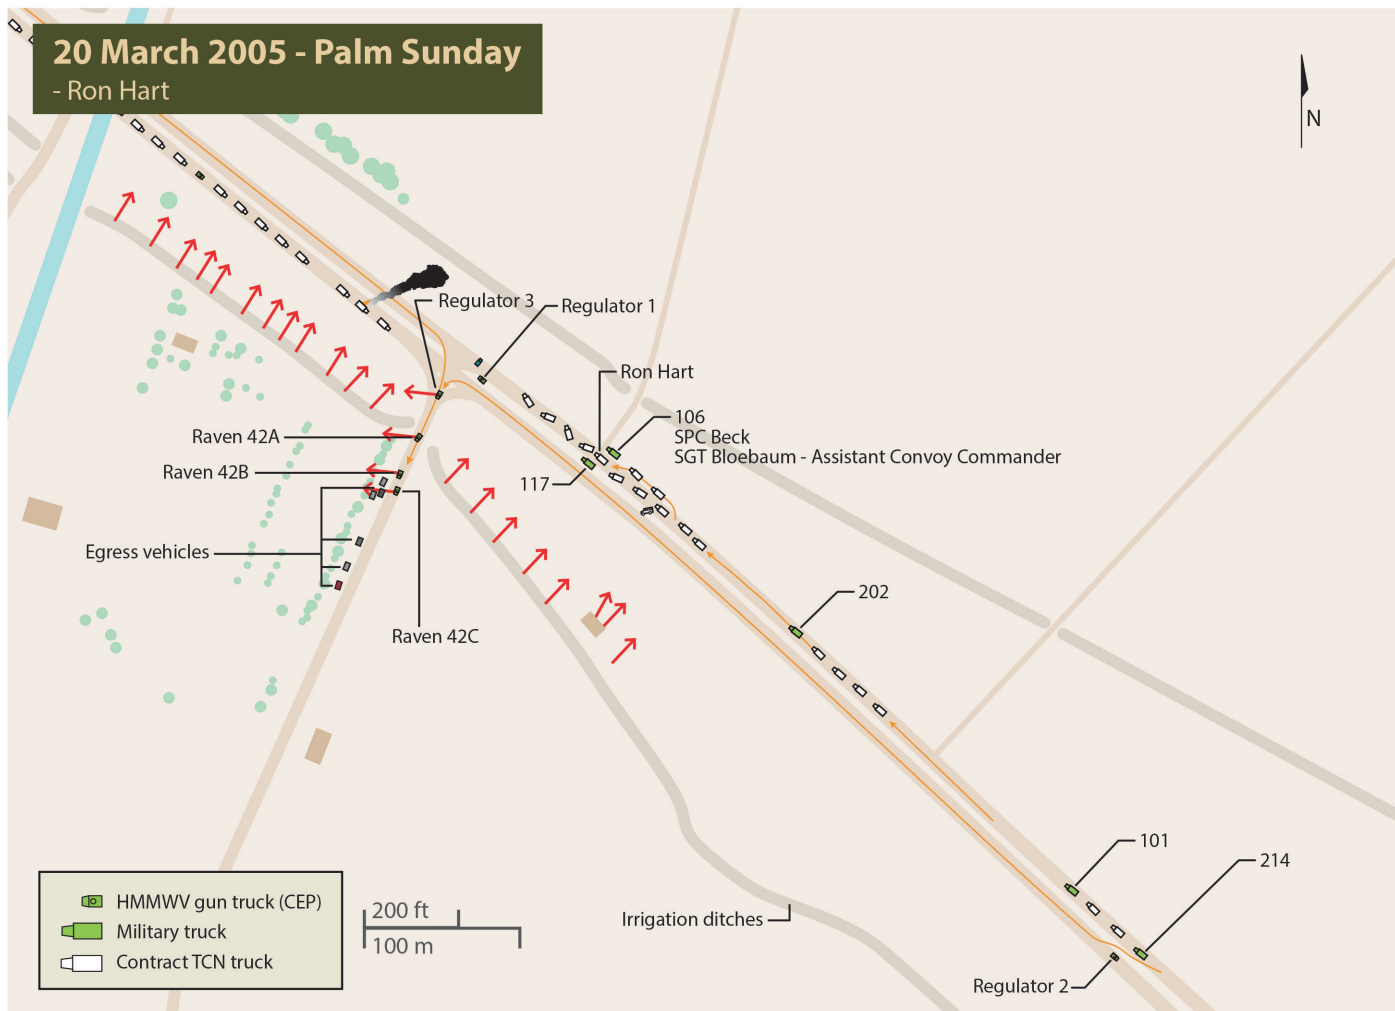 20 March 2005 - Palm Sunday
- Ron Hart
N
Regulator 3
Regulator 1
Ron Hart
106
SPC Beck
SGT Bloebaum - Assistant Convoy Commander
Raven 42A
Raven 42B
117
Egress vehicles
202
Raven 42C
101
214
HMMWV gun truck (CEP)
Military truck
Contract TCN truck
200 ft
100 m
Irrigation ditches
Regulator 2